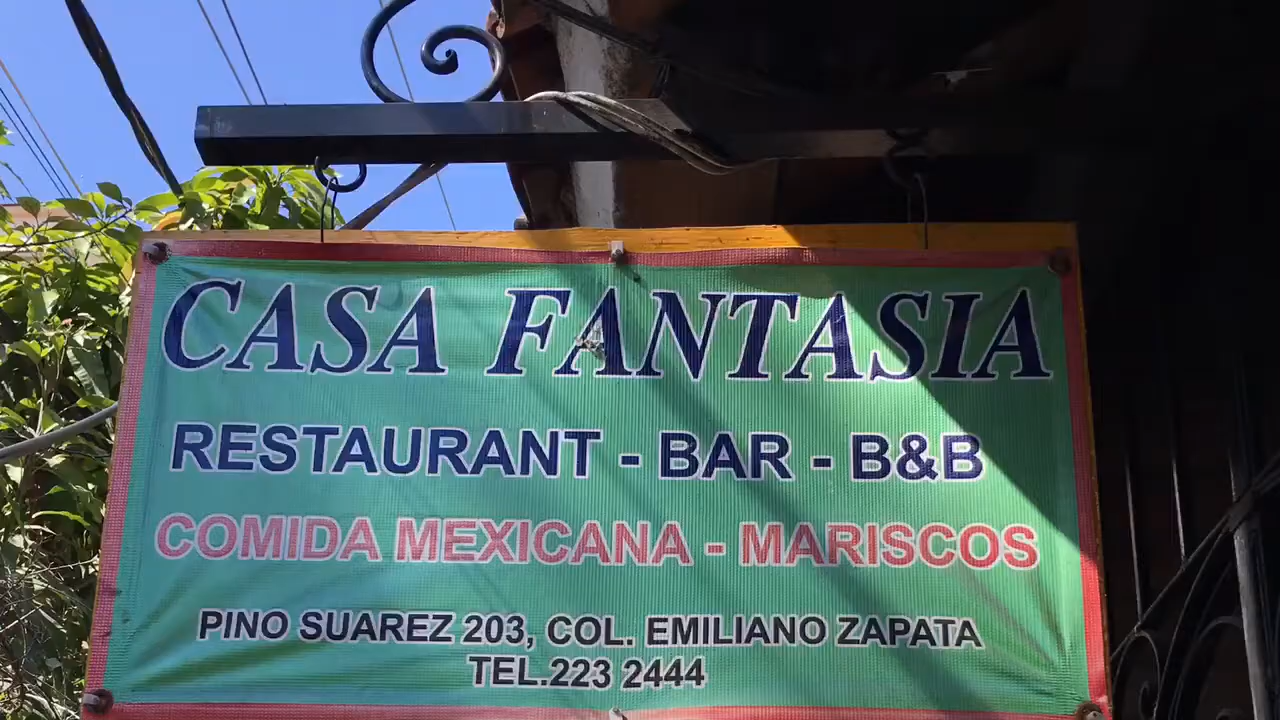 CASA FANTASIA
RESTAURANT - BAR - B&B
COMIDA MEXICANA - MARISCOS
PINO SUAREZ 203, COL. EMILIANO ZAPATA
TEL.223 2444